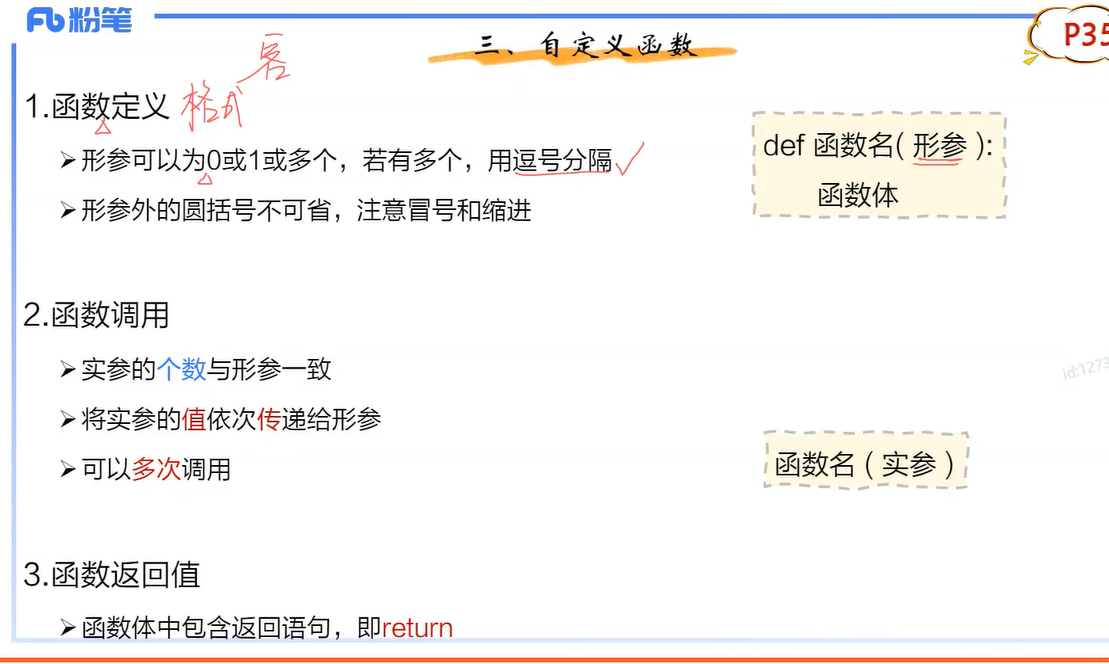 粉笔
三、自定义函数
P35
客
1.函数定义 格式
➢形参可以为0或1或多个，若有多个，用逗号分隔
➢形参外的圆括号不可省，注意冒号和缩进
def 函数名( 形参 ):
函数体
2.函数调用
➢实参的个数与形参一致
➢将实参的值依次传递给形参
➢可以多次调用
id:1273
函数名（实参）
3.函数返回值
➢函数体中包含返回语句，即return